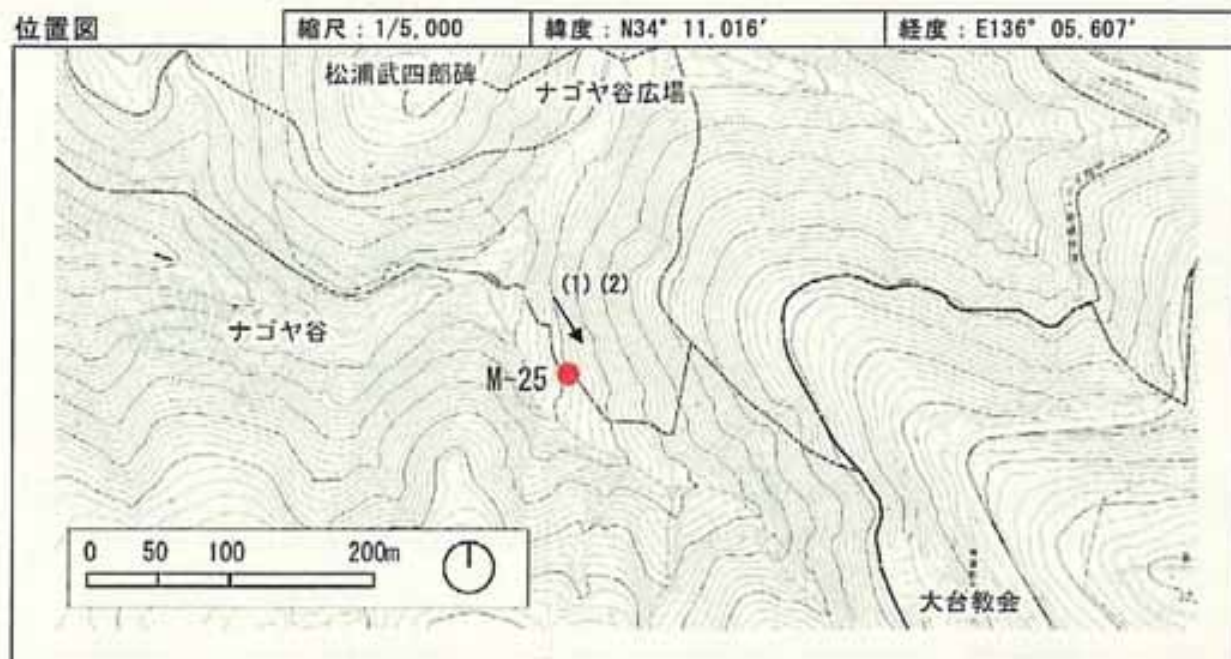 位置図
縮尺：1/5,000
緯度：N34° 11.016′
経度：E136° 05.607′
松浦武四郎碑
ナゴヤ谷広場
(1) (2)
ナゴヤ谷
M-25
0 50 100 200m
大台教会